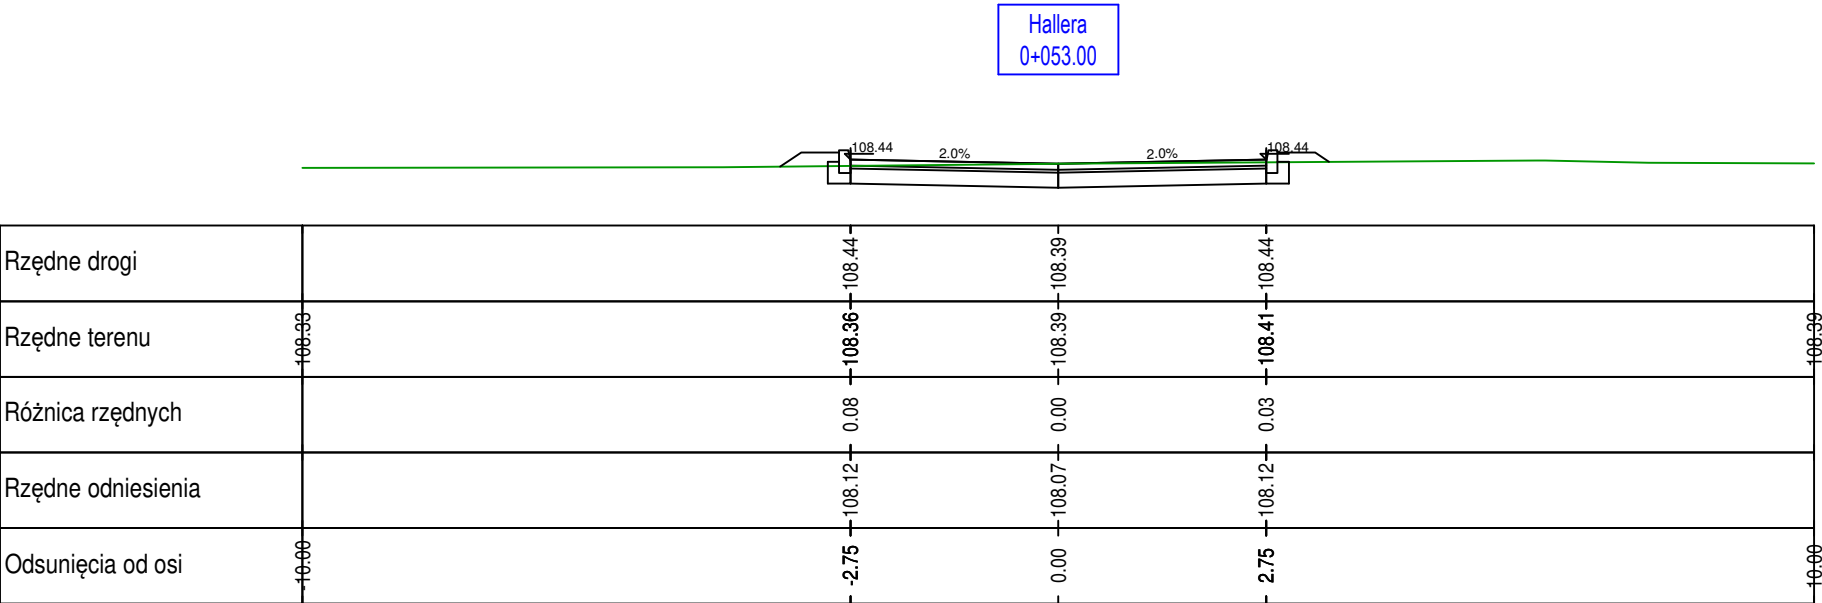 Hallera
0+053.00
108.44 2.0% 2.0% 108.44
Rzędne drogi 108.44 108.39 108.44
Rzędne terenu 108.33 108.36 108.39 108.41 108.39
Różnica rzędnych 0.08 0.00 0.03
Rzędne odniesienia 108.12 108.07 108.12
Odsunięcia od osi -10.00 -2.75 0.00 2.75 10.00